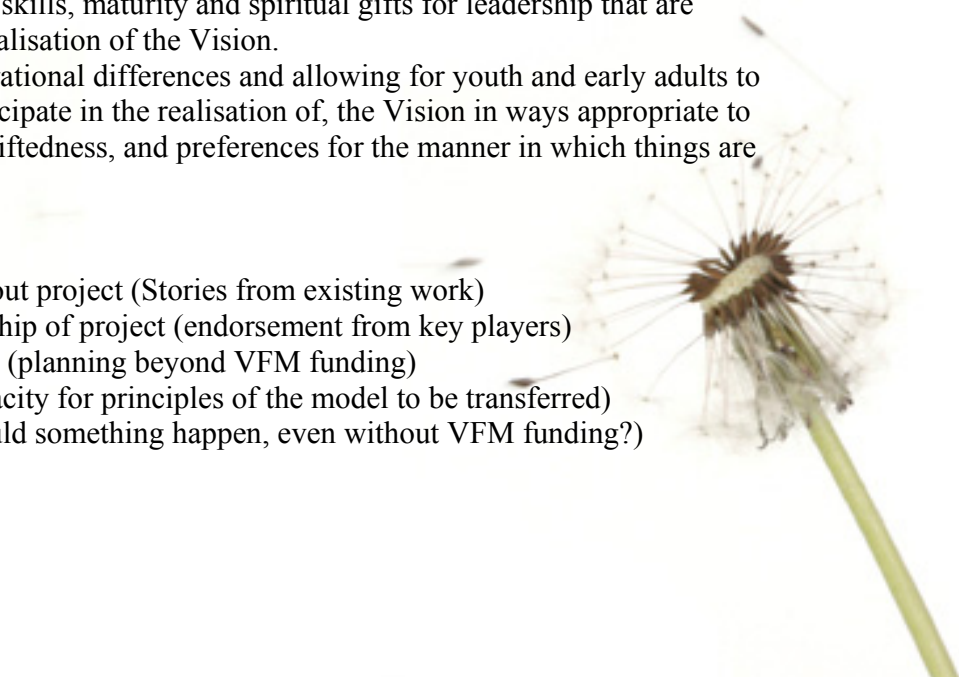 skills, maturity and spiritual gifts for leadership that are
alisation of the Vision.
ational differences and allowing for youth and early adults to
cipate in the realisation of, the Vision in ways appropriate to
iftedness, and preferences for the manner in which things are
out project (Stories from existing work)
hip of project (endorsement from key players)
(planning beyond VFM funding)
acity for principles of the model to be transferred)
uld something happen, even without VFM funding?)